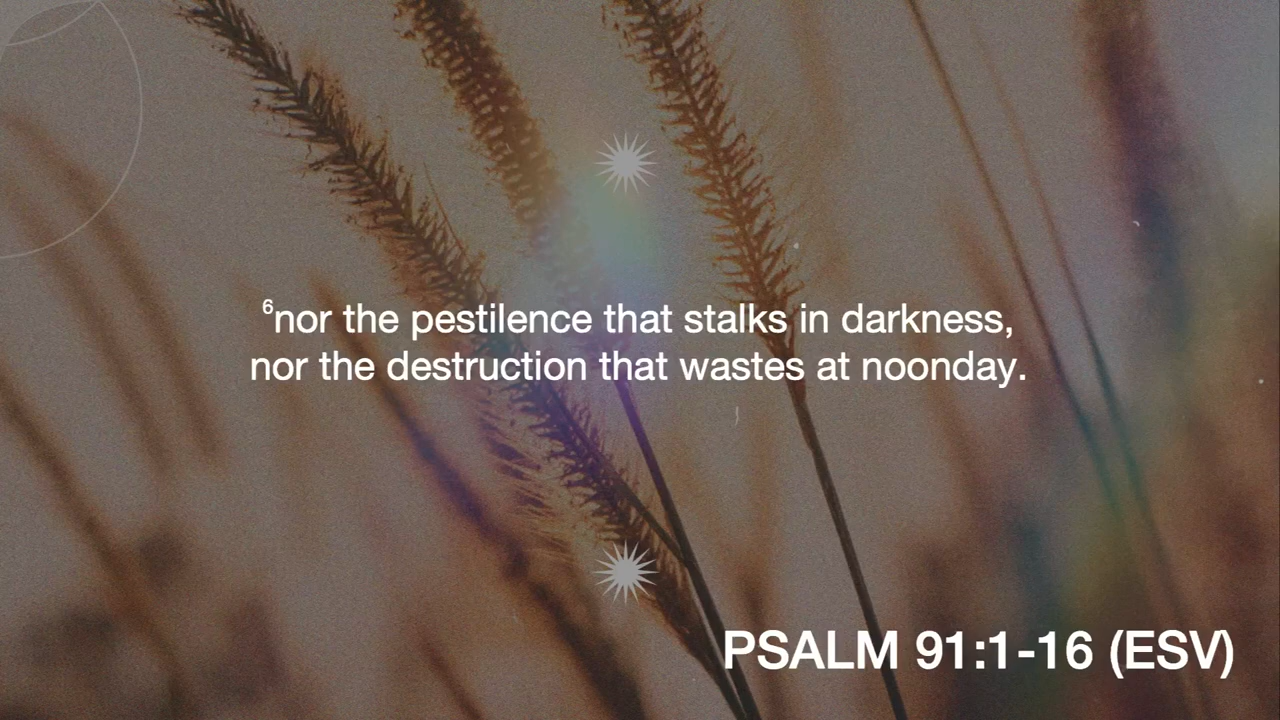 ⁶nor the pestilence that stalks in darkness,
nor the destruction that wastes at noonday.
PSALM 91:1-16 (ESV)